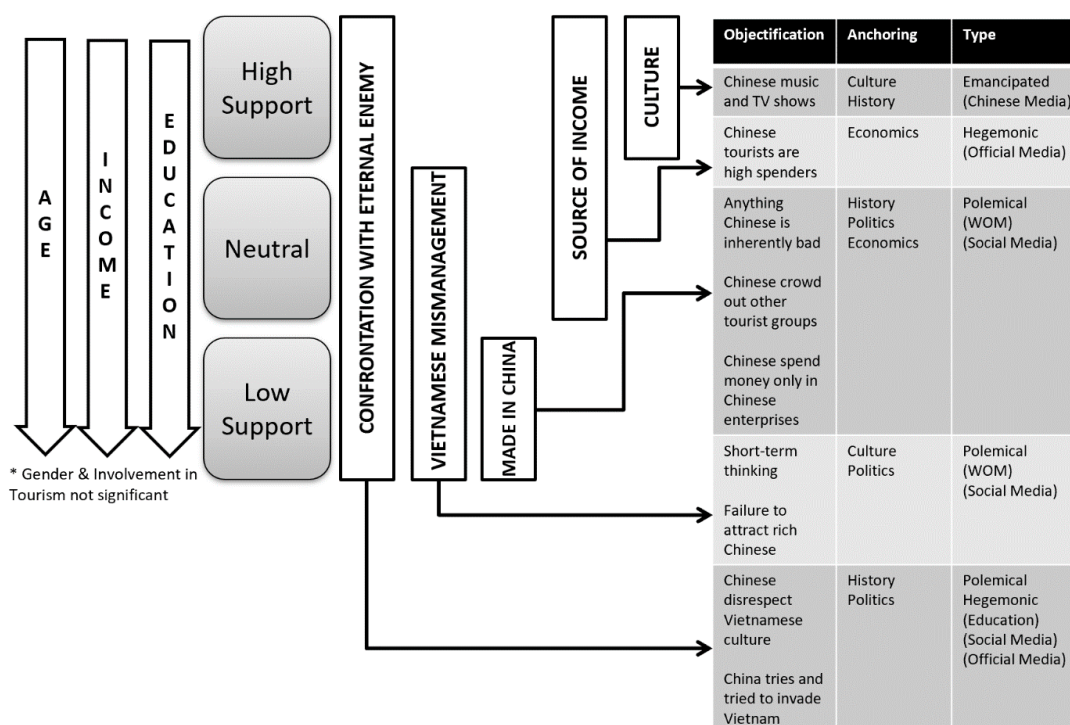 AGE
INCOME
EDUCATION
High
Support
Neutral
Low
Support
* Gender & Involvement in
Tourism not significant
CONFRONTATION WITH ETERNAL ENEMY
VIETNAMESE MISMANAGEMENT
MADE IN CHINA
SOURCE OF INCOME
CULTURE
Objectification
Anchoring
Type
Chinese music
and TV shows
Culture
History
Emancipated
(Chinese Media)
Chinese
tourists are
high spenders
Economics
Hegemonic
(Official Media)
Anything
Chinese is
inherently bad
Chinese crowd
out other
tourist groups
Chinese spend
money only in
Chinese
enterprises
History
Politics
Economics
Polemical
(WOM)
(Social Media)
Short-term
thinking
Failure to
attract rich
Chinese
Culture
Politics
Polemical
(WOM)
(Social Media)
Chinese
disrespect
Vietnamese
culture
China tries and
tried to invade
Vietnam
History
Politics
Polemical
Hegemonic
(Education)
(Social Media)
(Official Media)